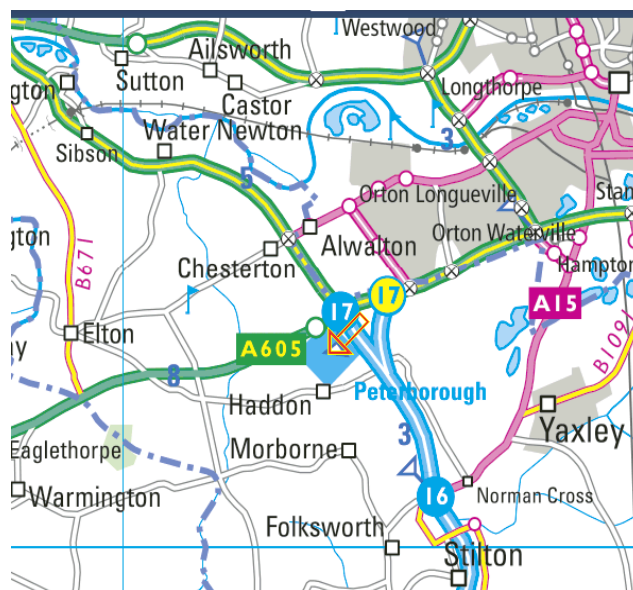 Westwood
Ailsworth
Sutton
Longthorpe
gton
Castor
Water Newton
3
Sibson
5
Orton Longueville
Stan
gton
Alwalton
Orton Waterville
Chesterton
Hampton
B671
17
17
A15
Elton
A605
B1091
ay
8
Haddon
Peterborough
Yaxley
3
Eaglethorpe
Morborne
Warmington
16
Norman Cross
Folksworth
Stilton